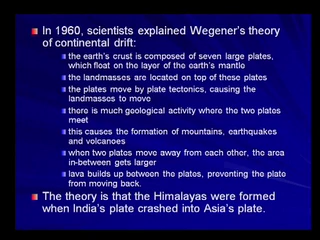 In 1960, scientists explained Wegener's theory
of continental drift:
the earth's crust is composed of seven large plates,
which float on the layor of the earth's mantlo
the landmasses are located on top of these plates
the plates move by plate tectonics, causing the
landmasses to move
there is much geological activity where the two plates
meet
this causes the formation of mountains, earthquakes
and volcanoes
when two plates move away from each other, the area
in-between gets larger
lava builds up between the plates, preventing the plate
from moving back.
The theory is that the Himalayas were formed
when India's plate crashed into Asia's plate.